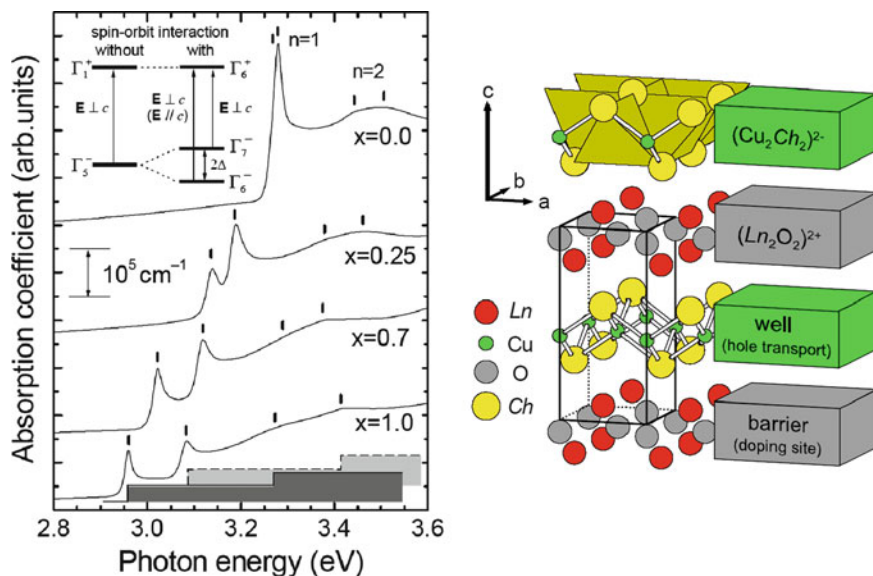 spin-orbit interaction
without with
Γ₁⁺ Γ₆⁺
E ⊥ c E ⊥ c E ⊥ c
(E // c)
Γ₅⁻ Γ₇⁻
2Δ
Γ₆⁻
n=1
n=2
x=0.0
x=0.25
10⁵ cm⁻¹
x=0.7
x=1.0
Absorption coefficient (arb.units)
2.8 3.0 3.2 3.4 3.6
Photon energy (eV)
c
b
a
(Cu₂Ch₂)²⁻
(Ln₂O₂)²⁺
Ln
Cu
O
Ch
well
(hole transport)
barrier
(doping site)